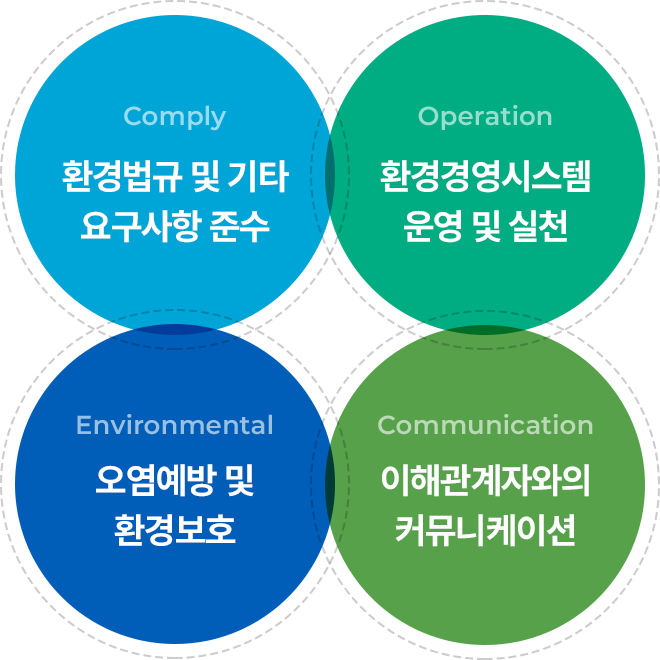 Comply
환경법규 및 기타
요구사항 준수
Operation
환경경영시스템
운영 및 실천
Environmental
오염예방 및
환경보호
Communication
이해관계자와의
커뮤니케이션